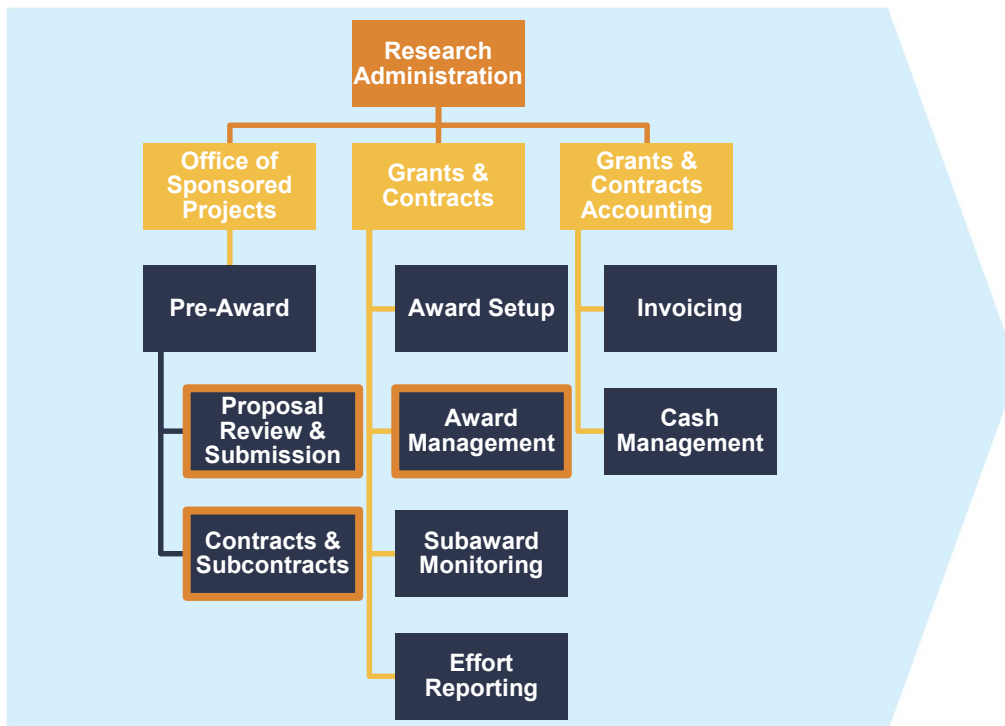 Research
Administration
Office of
Sponsored
Projects
Grants &
Contracts
Grants &
Contracts
Accounting
Pre-Award
Award Setup
Invoicing
Proposal
Review &
Submission
Award
Management
Cash
Management
Contracts &
Subcontracts
Subaward
Monitoring
Effort
Reporting